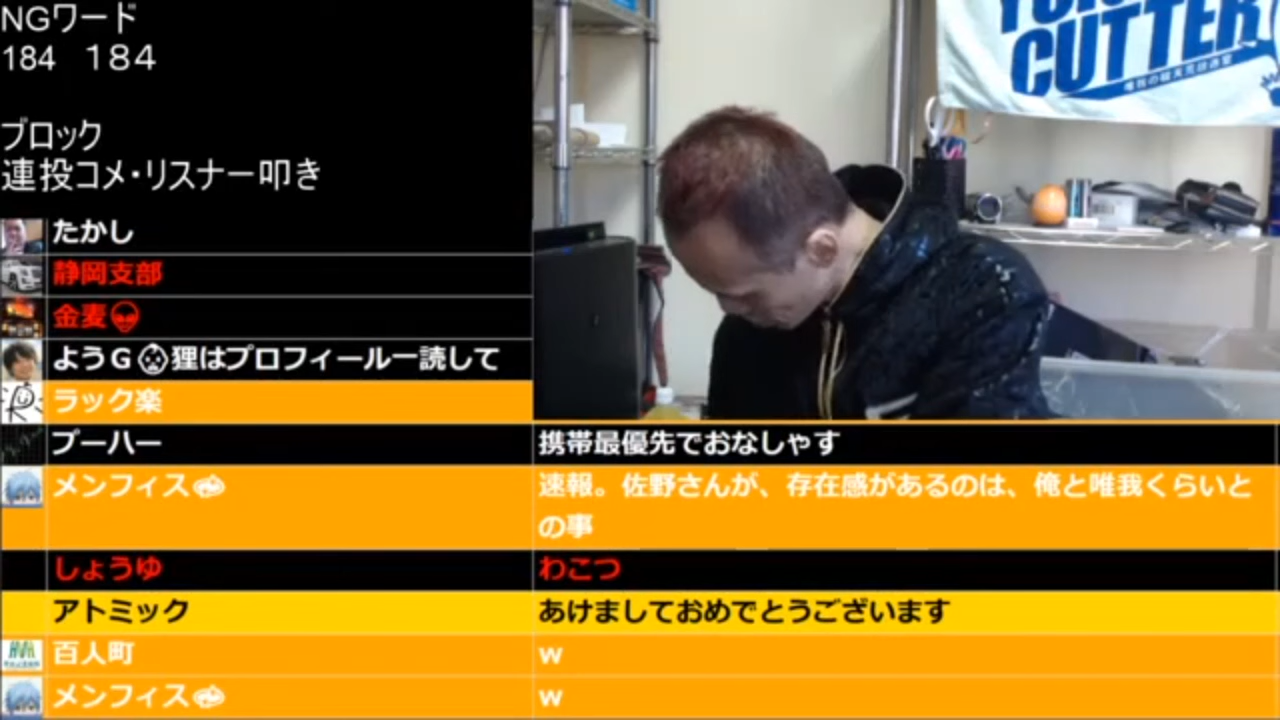 NGワード
184 １８４
ブロック
連投コメ・リスナー叩き
CUTTER
たかし
静岡支部
金麦
ようＧ狸はプロフィール一読して
ラック楽
プーハー 携帯最優先でおなしゃす
メンフィス 速報。佐野さんが、存在感があるのは、俺と唯我くらいと
の事
しょうゆ わこつ
アトミック あけましておめでとうございます
百人町 ｗ
メンフィス ｗ